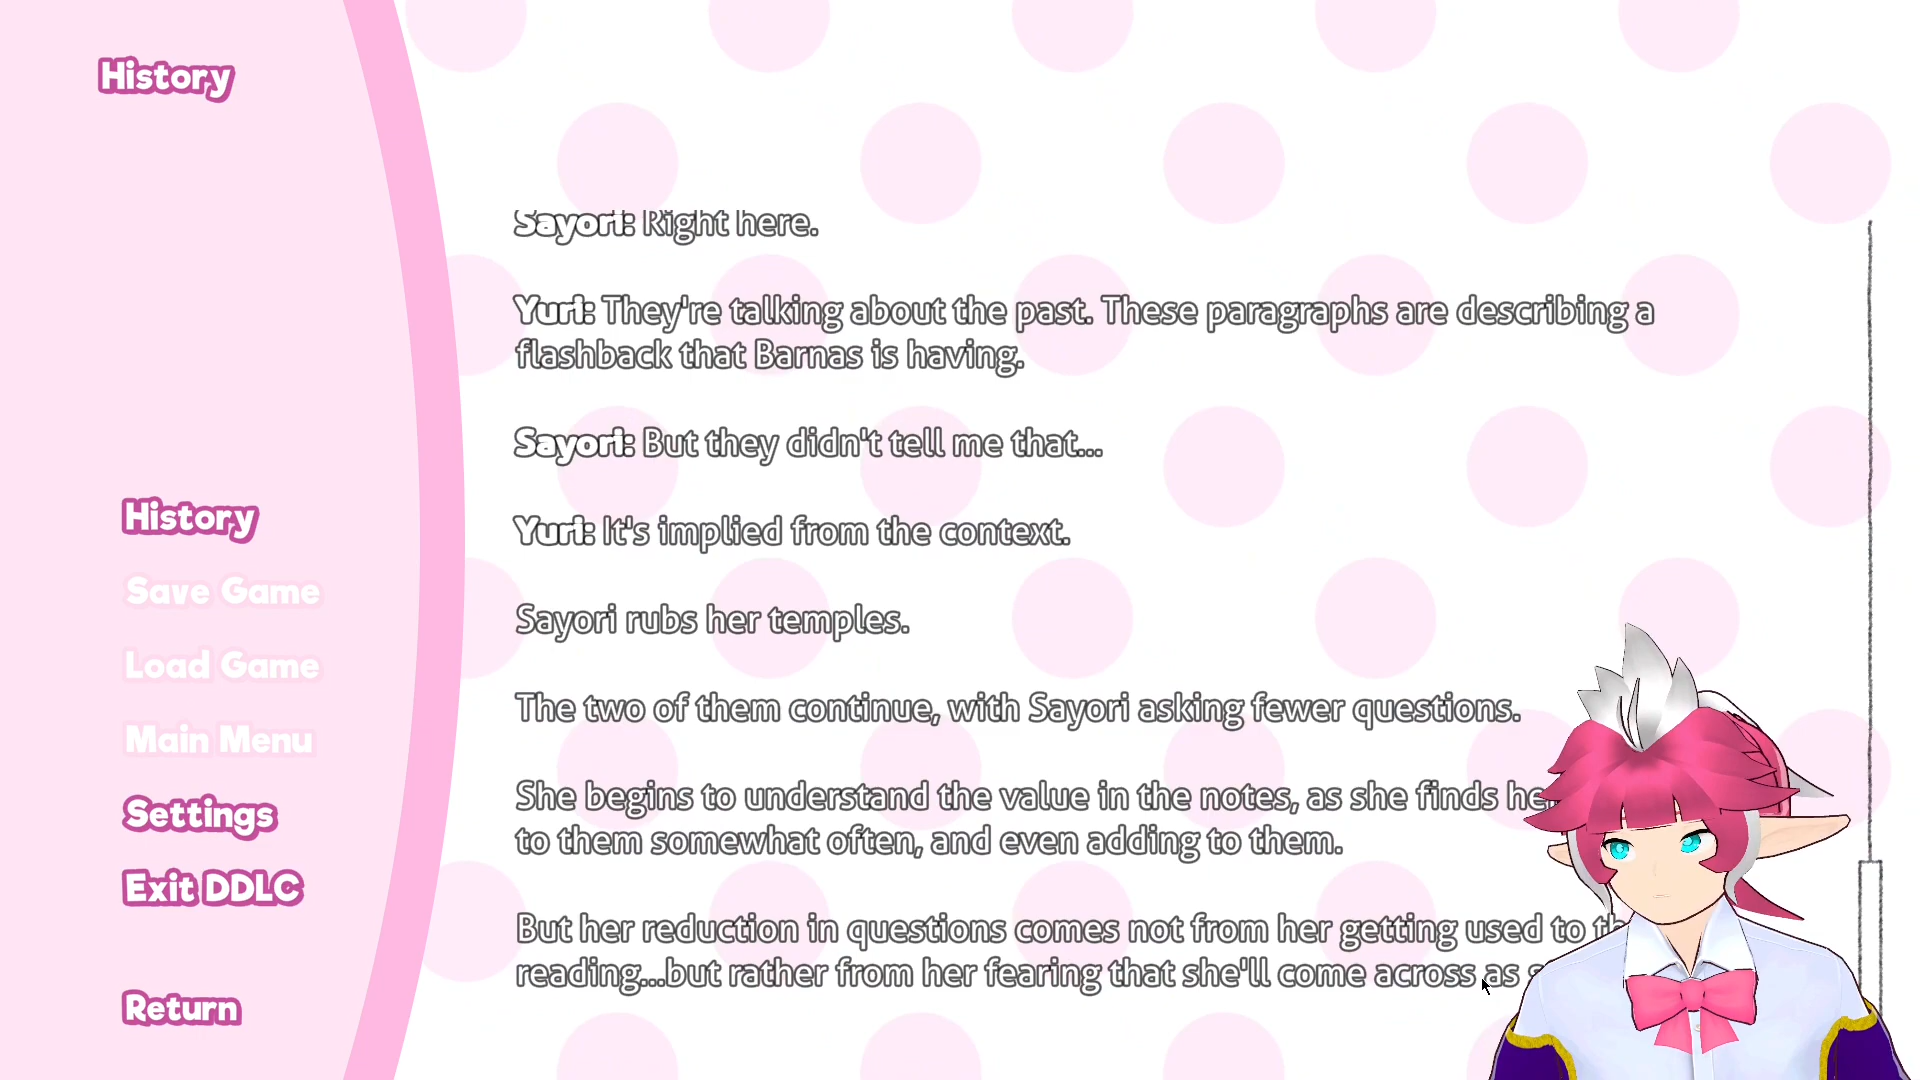 History
History
Save Game
Load Game
Main Menu
Settings
Exit DDLC
Return
Sayori: Right here.
Yuri: They're talking about the past. These paragraphs are describing a
flashback that Barnas is having.
Sayori: But they didn't tell me that...
Yuri: It's implied from the context.
Sayori rubs her temples.
The two of them continue, with Sayori asking fewer questions.
She begins to understand the value in the notes, as she finds
to them somewhat often, and even adding to them.
But her reduction in questions comes not from her getting used to
reading...but rather from her fearing that she'll come across as